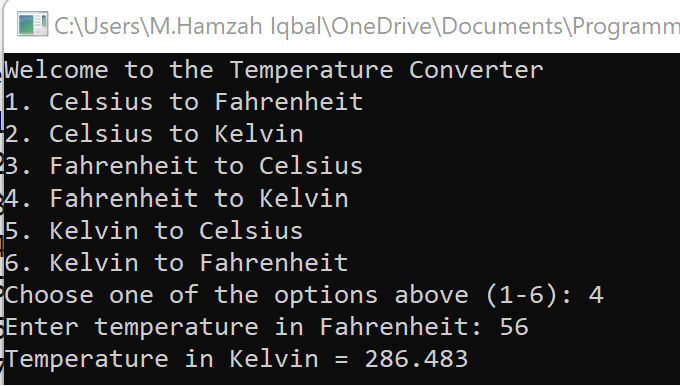 C:\Users\M.Hamzah Iqbal\OneDrive\Documents\Programm
Welcome to the Temperature Converter
1. Celsius to Fahrenheit
2. Celsius to Kelvin
3. Fahrenheit to Celsius
4. Fahrenheit to Kelvin
5. Kelvin to Celsius
6. Kelvin to Fahrenheit
Choose one of the options above (1-6): 4
Enter temperature in Fahrenheit: 56
Temperature in Kelvin = 286.483